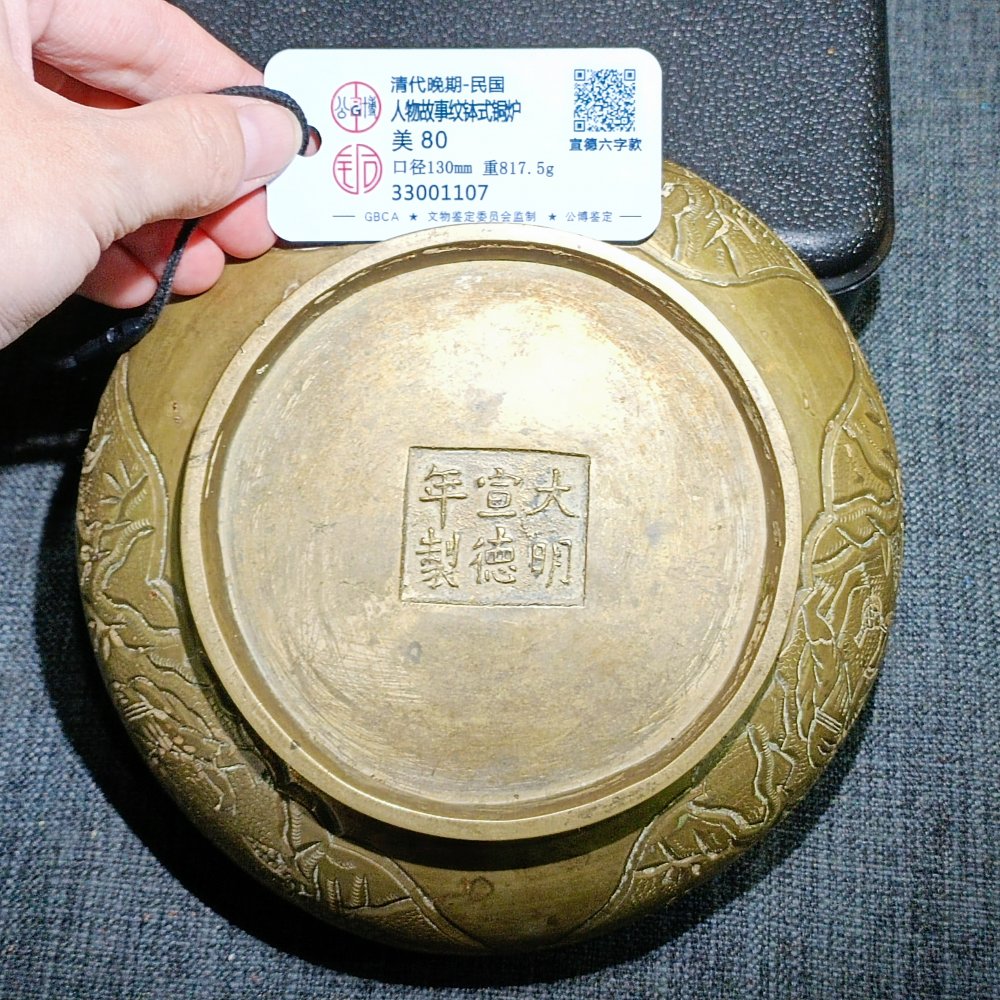 清代晚期-民国
人物故事纹钵式铜炉
美 80
口径130mm 重817.5g
33001107
宣德六字款
GBCA ★ 文物鉴定委员会监制 ★ 公博鉴定
大明
宣德
年製